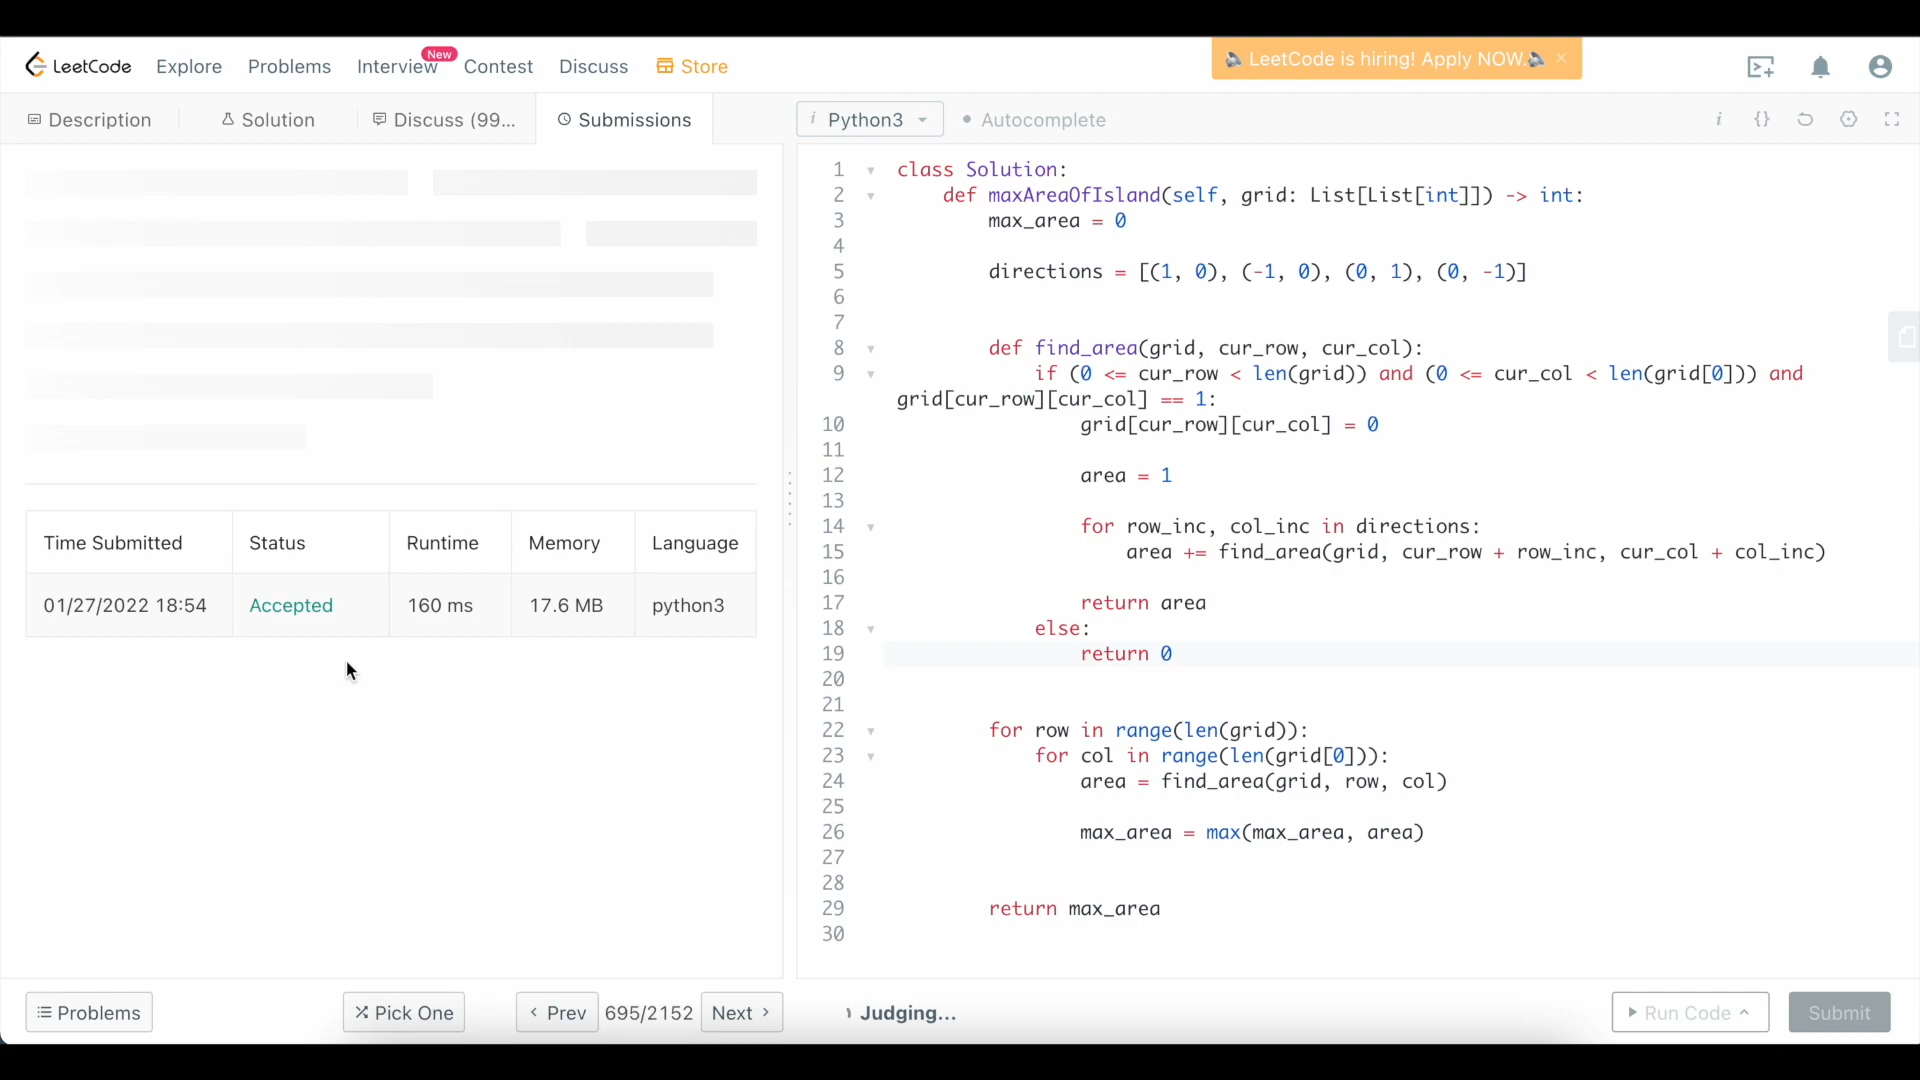 LeetCode Explore Problems Interview New Contest Discuss Store
LeetCode is hiring! Apply NOW. ×
Description Solution Discuss (99... Submissions
i Python3 Autocomplete i {}
Time Submitted Status Runtime Memory Language
01/27/2022 18:54 Accepted 160 ms 17.6 MB python3
1 class Solution:
2 def maxAreaOfIsland(self, grid: List[List[int]]) -> int:
3 max_area = 0
4
5 directions = [(1, 0), (-1, 0), (0, 1), (0, -1)]
6
7
8 def find_area(grid, cur_row, cur_col):
9 if (0 <= cur_row < len(grid)) and (0 <= cur_col < len(grid[0])) and
grid[cur_row][cur_col] == 1:
10 grid[cur_row][cur_col] = 0
11
12 area = 1
13
14 for row_inc, col_inc in directions:
15 area += find_area(grid, cur_row + row_inc, cur_col + col_inc)
16
17 return area
18 else:
19 return 0
20
21
22 for row in range(len(grid)):
23 for col in range(len(grid[0])):
24 area = find_area(grid, row, col)
25
26 max_area = max(max_area, area)
27
28
29 return max_area
30
Problems Pick One < Prev 695/2152 Next > Judging... Run Code Submit